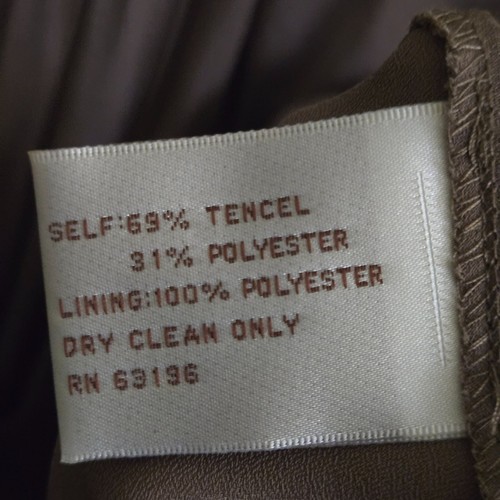 SELF:69% TENCEL
31% POLYESTER
LINING:100% POLYESTER
DRY CLEAN ONLY
RN 63196